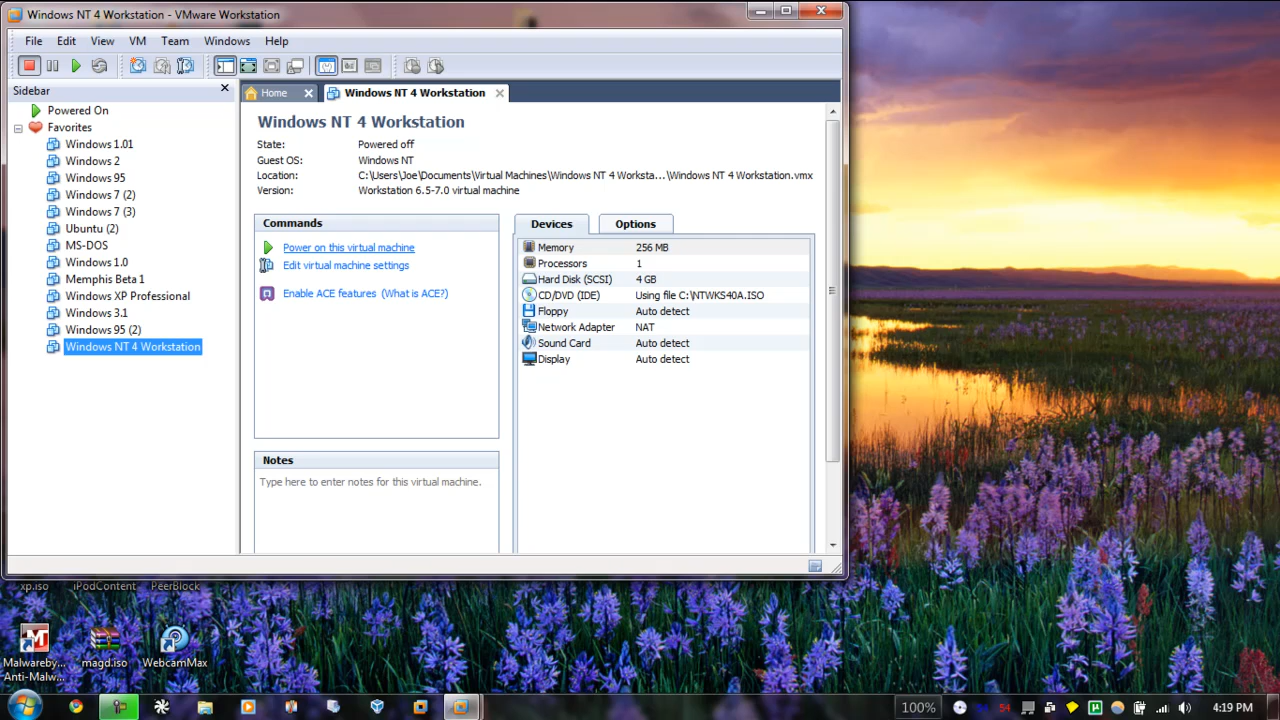 Windows NT 4 Workstation - VMware Workstation
File Edit View VM Team Windows Help
Sidebar
Powered On
Favorites
Windows 1.01
Windows 2
Windows 95
Windows 7 (2)
Windows 7 (3)
Ubuntu (2)
MS-DOS
Windows 1.0
Memphis Beta 1
Windows XP Professional
Windows 3.1
Windows 95 (2)
Windows NT 4 Workstation
Home Windows NT 4 Workstation
Windows NT 4 Workstation
State: Powered off
Guest OS: Windows NT
Location: C:\Users\Joe\Documents\Virtual Machines\Windows NT 4 Worksta...\Windows NT 4 Workstation.vmx
Version: Workstation 6.5-7.0 virtual machine
Commands
Power on this virtual machine
Edit virtual machine settings
Enable ACE features (What is ACE?)
Notes
Type here to enter notes for this virtual machine.
Devices Options
Memory 256 MB
Processors 1
Hard Disk (SCSI) 4 GB
CD/DVD (IDE) Using file C:\NTWKS40A.ISO
Floppy Auto detect
Network Adapter NAT
Sound Card Auto detect
Display Auto detect
xp.iso iPodContent PeerBlock
Malwareby... Anti-Malw...
magd.iso
WebcamMax
100% 54 4:19 PM